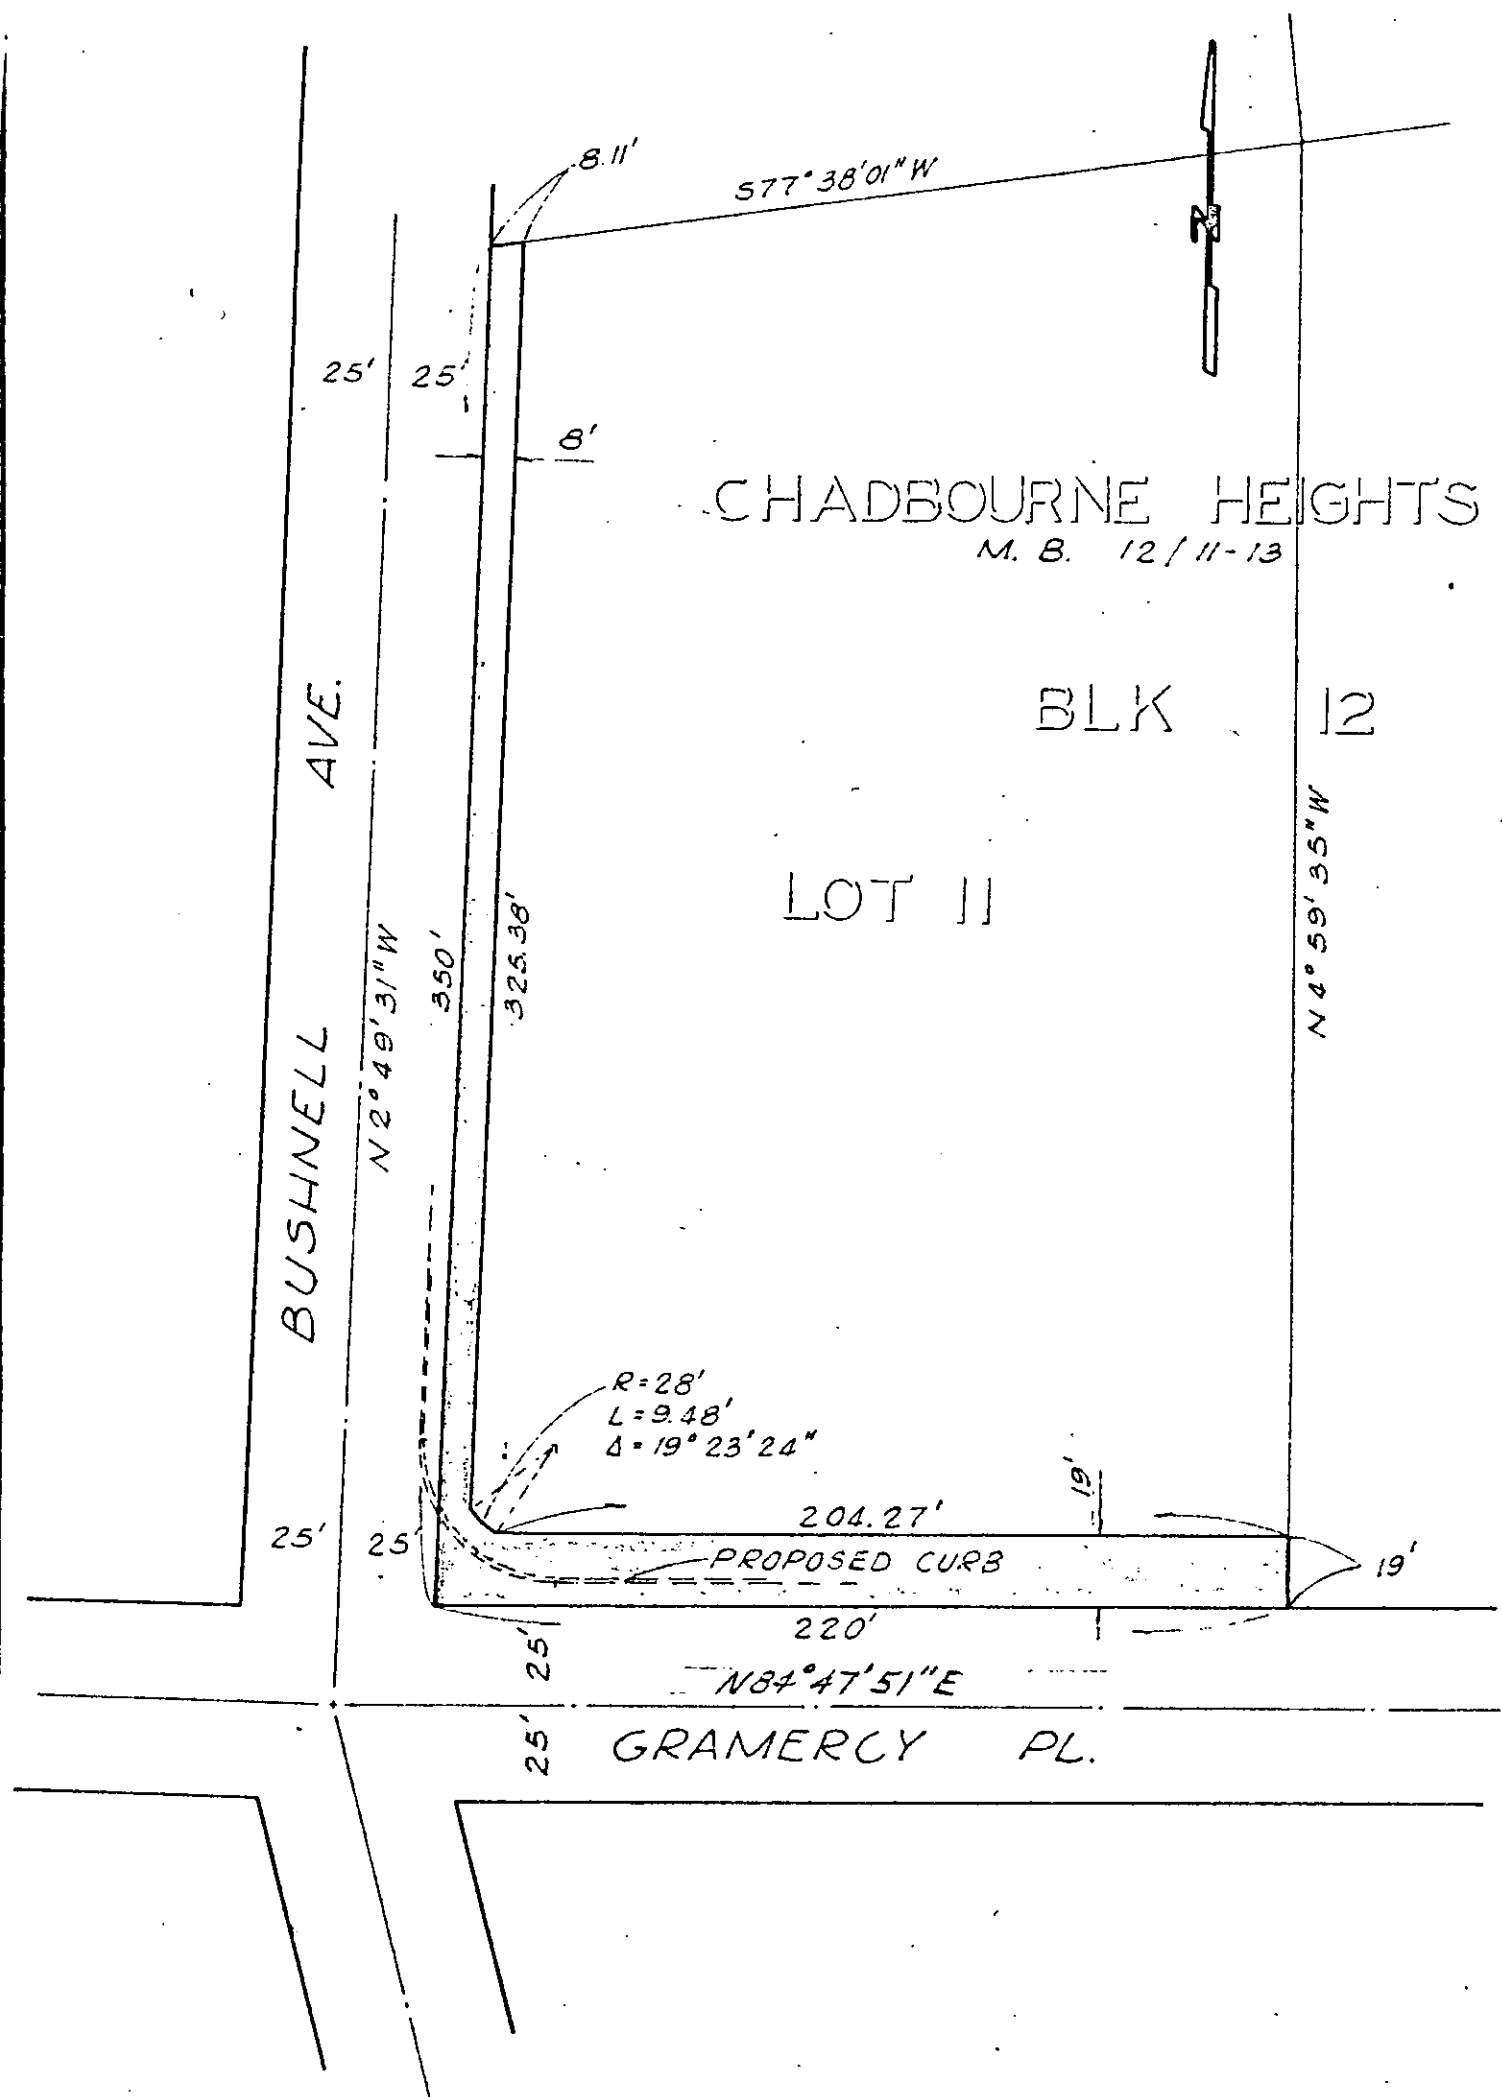 8.11'
S77°38'01"W
N
25'
25'
8'
CHADBOURNE HEIGHTS
M. B. 12/11-13
BLK 12
LOT 11
BUSHNELL AVE.
N2°49'31"W
350'
325.38'
N4°59'35"W
R=28'
L=9.48'
Δ=19°23'24"
19'
204.27'
25'
25'
PROPOSED CURB
19'
220'
25'
N84°47'51"E
25'
GRAMERCY PL.